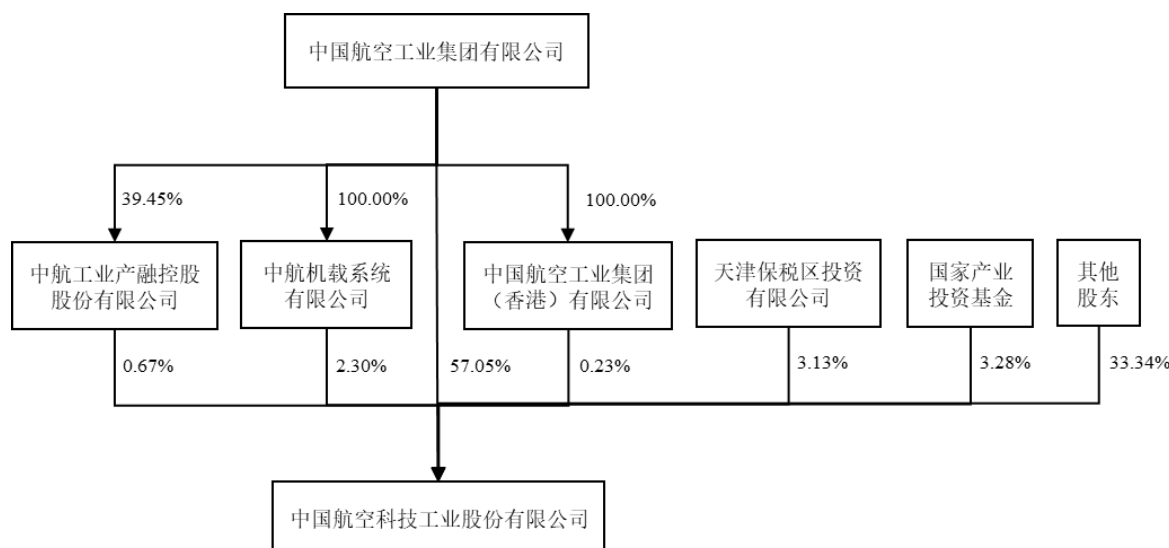 中国航空工业集团有限公司
39.45%
100.00%
100.00%
中航工业产融控股
股份有限公司
中航机载系统
有限公司
中国航空工业集团
（香港）有限公司
天津保税区投资
有限公司
国家产业
投资基金
其他
股东
0.67%
2.30%
57.05%
0.23%
3.13%
3.28%
33.34%
中国航空科技工业股份有限公司